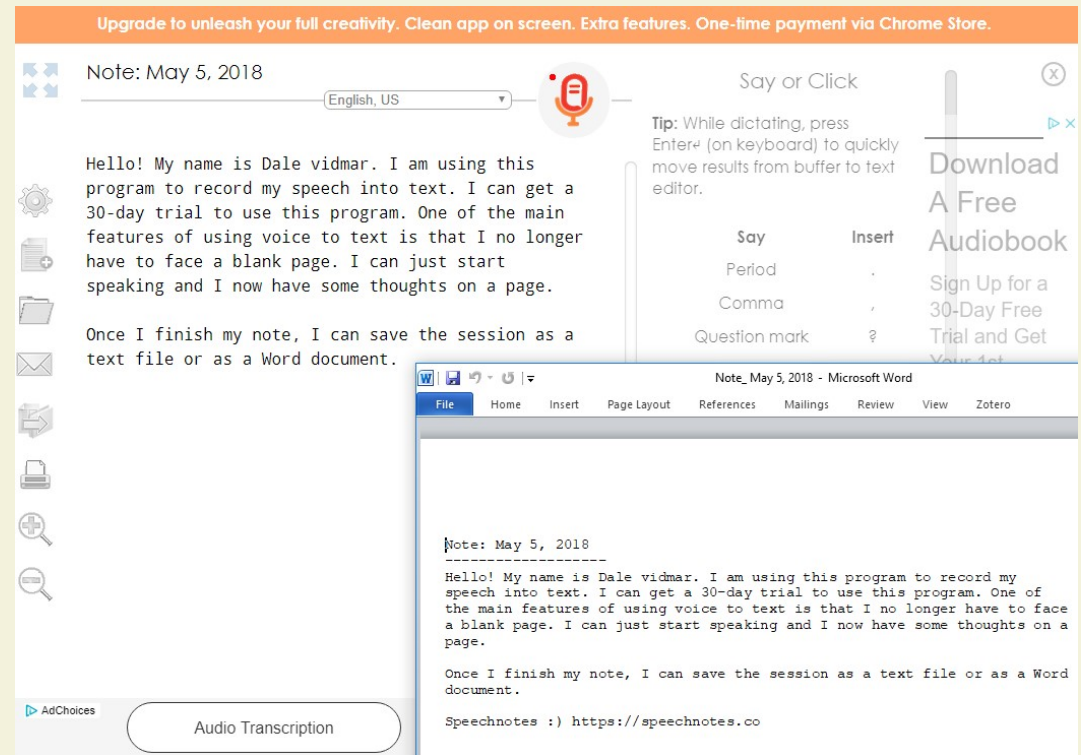 Upgrade to unleash your full creativity. Clean app on screen. Extra features. One-time payment via Chrome Store.
Note: May 5, 2018
English, US
Hello! My name is Dale vidmar. I am using this
program to record my speech into text. I can get a
30-day trial to use this program. One of the main
features of using voice to text is that I no longer
have to face a blank page. I can just start
speaking and I now have some thoughts on a page.
Once I finish my note, I can save the session as a
text file or as a Word document.
Say or Click
Tip: While dictating, press
Enter↵ (on keyboard) to quickly
move results from buffer to text
editor.
Say Insert
Period .
Comma ,
Question mark ?
X
Download
A Free
Audiobook
Sign Up for a
30-Day Free
Trial and Get
Your 1st
W
Note_ May 5, 2018 - Microsoft Word
File Home Insert Page Layout References Mailings Review View Zotero
Note: May 5, 2018
-------------------
Hello! My name is Dale vidmar. I am using this program to record my
speech into text. I can get a 30-day trial to use this program. One of
the main features of using voice to text is that I no longer have to face
a blank page. I can just start speaking and I now have some thoughts on a
page.
Once I finish my note, I can save the session as a text file or as a Word
document.
Speechnotes :) https://speechnotes.co
AdChoices
Audio Transcription